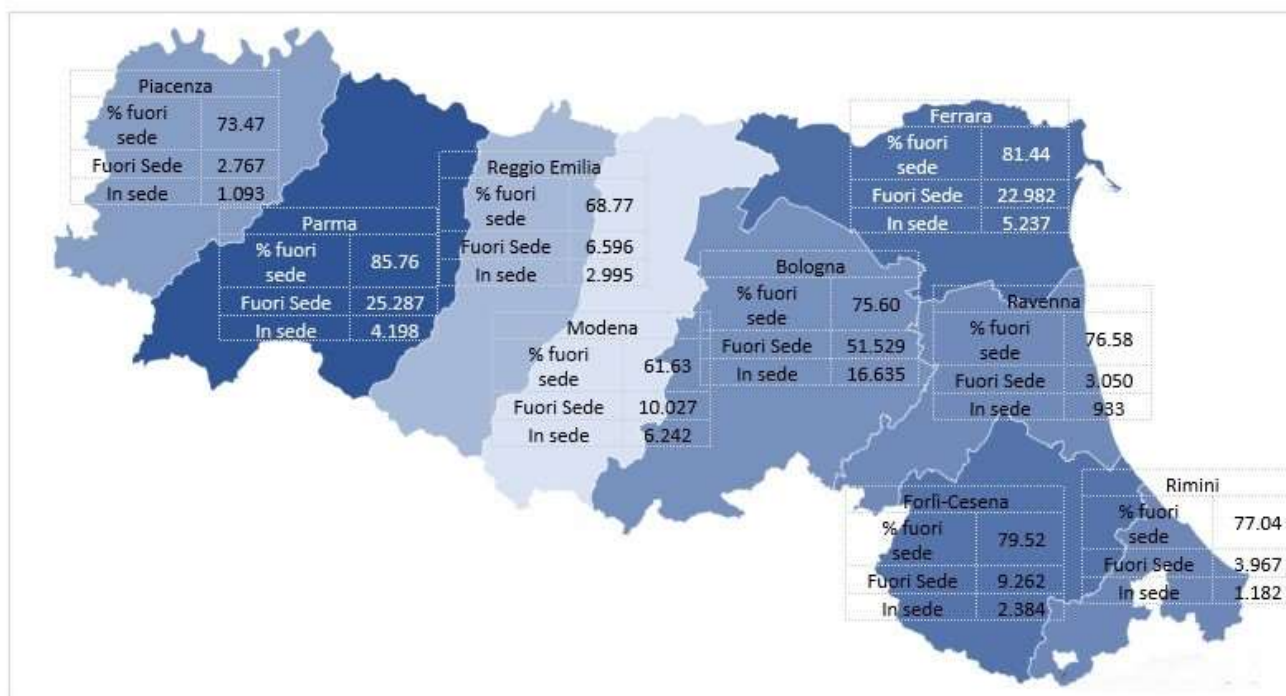 Piacenza
% fuori sede 73.47
Fuori Sede 2.767
In sede 1.093
Parma
% fuori sede 85.76
Fuori Sede 25.287
In sede 4.198
Reggio Emilia
% fuori sede 68.77
Fuori Sede 6.596
In sede 2.995
Modena
% fuori sede 61.63
Fuori Sede 10.027
In sede 6.242
Bologna
% fuori sede 75.60
Fuori Sede 51.529
In sede 16.635
Ferrara
% fuori sede 81.44
Fuori Sede 22.982
In sede 5.237
Ravenna
% fuori sede 76.58
Fuori Sede 3.050
In sede 933
Forlì-Cesena
% fuori sede 79.52
Fuori Sede 9.262
In sede 2.384
Rimini
% fuori sede 77.04
Fuori Sede 3.967
In sede 1.182